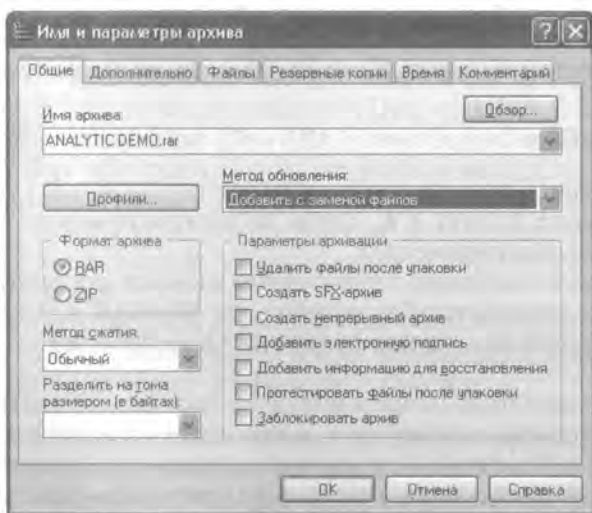 Имя и параметры архива
Общие Дополнительно Файлы Резервные копии Время Комментарий
Имя архива:
Обзор...
ANALYTIC DEMO.rar
Метод обновления:
Профили...
Добавить с заменой файлов
Формат архива
RAR
ZIP
Метод сжатия:
Обычный
Разделить на тома
размером (в байтах):
Параметры архивации
Удалить файлы после упаковки
Создать SFX-архив
Создать непрерывный архив
Добавить электронную подпись
Добавить информацию для восстановления
Протестировать файлы после упаковки
Заблокировать архив
OK Отмена Справка